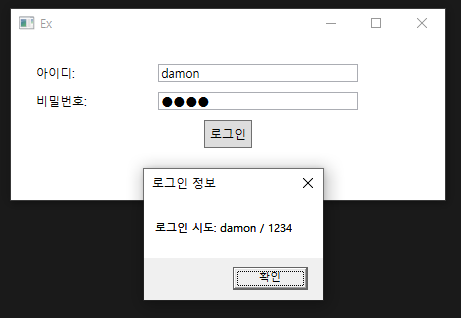 Ex
아이디: damon
비밀번호: ●●●●
로그인
로그인 정보
로그인 시도: damon / 1234
확인